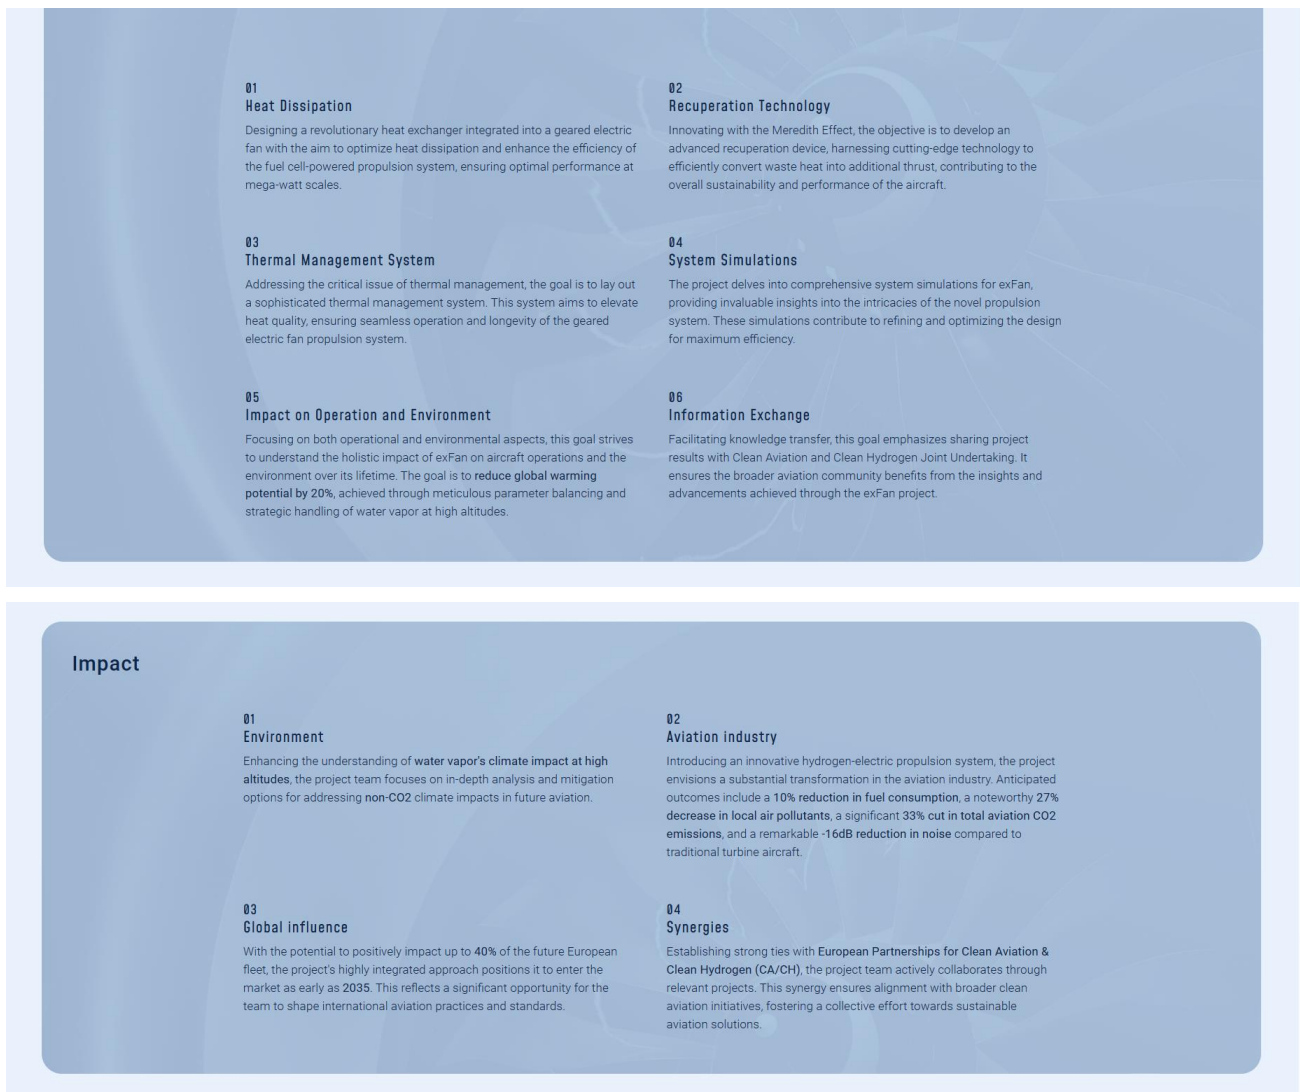 01
Heat Dissipation
Designing a revolutionary heat exchanger integrated into a geared electric
fan with the aim to optimize heat dissipation and enhance the efficiency of
the fuel cell-powered propulsion system, ensuring optimal performance at
mega-watt scales.
02
Recuperation Technology
Innovating with the Meredith Effect, the objective is to develop an
advanced recuperation device, harnessing cutting-edge technology to
efficiently convert waste heat into additional thrust, contributing to the
overall sustainability and performance of the aircraft.
03
Thermal Management System
Addressing the critical issue of thermal management, the goal is to lay out
a sophisticated thermal management system. This system aims to elevate
heat quality, ensuring seamless operation and longevity of the geared
electric fan propulsion system.
04
System Simulations
The project delves into comprehensive system simulations for exFan,
providing invaluable insights into the intricacies of the novel propulsion
system. These simulations contribute to refining and optimizing the design
for maximum efficiency.
05
Impact on Operation and Environment
Focusing on both operational and environmental aspects, this goal strives
to understand the holistic impact of exFan on aircraft operations and the
environment over its lifetime. The goal is to reduce global warming
potential by 20%, achieved through meticulous parameter balancing and
strategic handling of water vapor at high altitudes.
06
Information Exchange
Facilitating knowledge transfer, this goal emphasizes sharing project
results with Clean Aviation and Clean Hydrogen Joint Undertaking. It
ensures the broader aviation community benefits from the insights and
advancements achieved through the exFan project.
Impact
01
Environment
Enhancing the understanding of water vapor's climate impact at high
altitudes, the project team focuses on in-depth analysis and mitigation
options for addressing non-CO2 climate impacts in future aviation.
02
Aviation industry
Introducing an innovative hydrogen-electric propulsion system, the project
envisions a substantial transformation in the aviation industry. Anticipated
outcomes include a 10% reduction in fuel consumption, a noteworthy 27%
decrease in local air pollutants, a significant 33% cut in total aviation CO2
emissions, and a remarkable -16dB reduction in noise compared to
traditional turbine aircraft.
03
Global influence
With the potential to positively impact up to 40% of the future European
fleet, the project's highly integrated approach positions it to enter the
market as early as 2035. This reflects a significant opportunity for the
team to shape international aviation practices and standards.
04
Synergies
Establishing strong ties with European Partnerships for Clean Aviation &
Clean Hydrogen (CA/CH), the project team actively collaborates through
relevant projects. This synergy ensures alignment with broader clean
aviation initiatives, fostering a collective effort towards sustainable
aviation solutions.